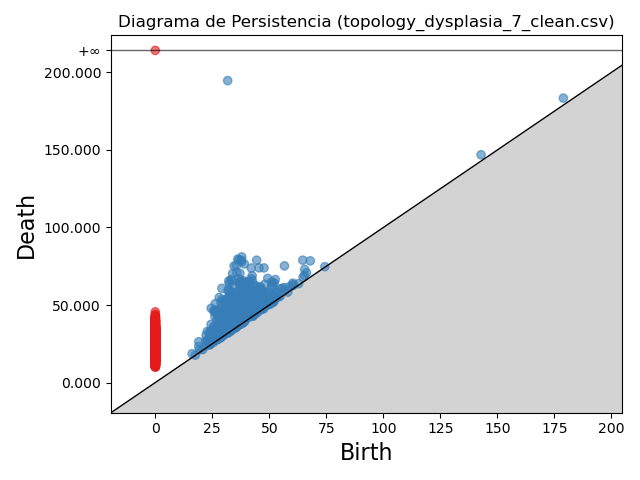 Diagrama de Persistencia (topology_dysplasia_7_clean.csv)
+∞
200.000
150.000
100.000
50.000
0.000
Death
0 25 50 75 100 125 150 175 200
Birth